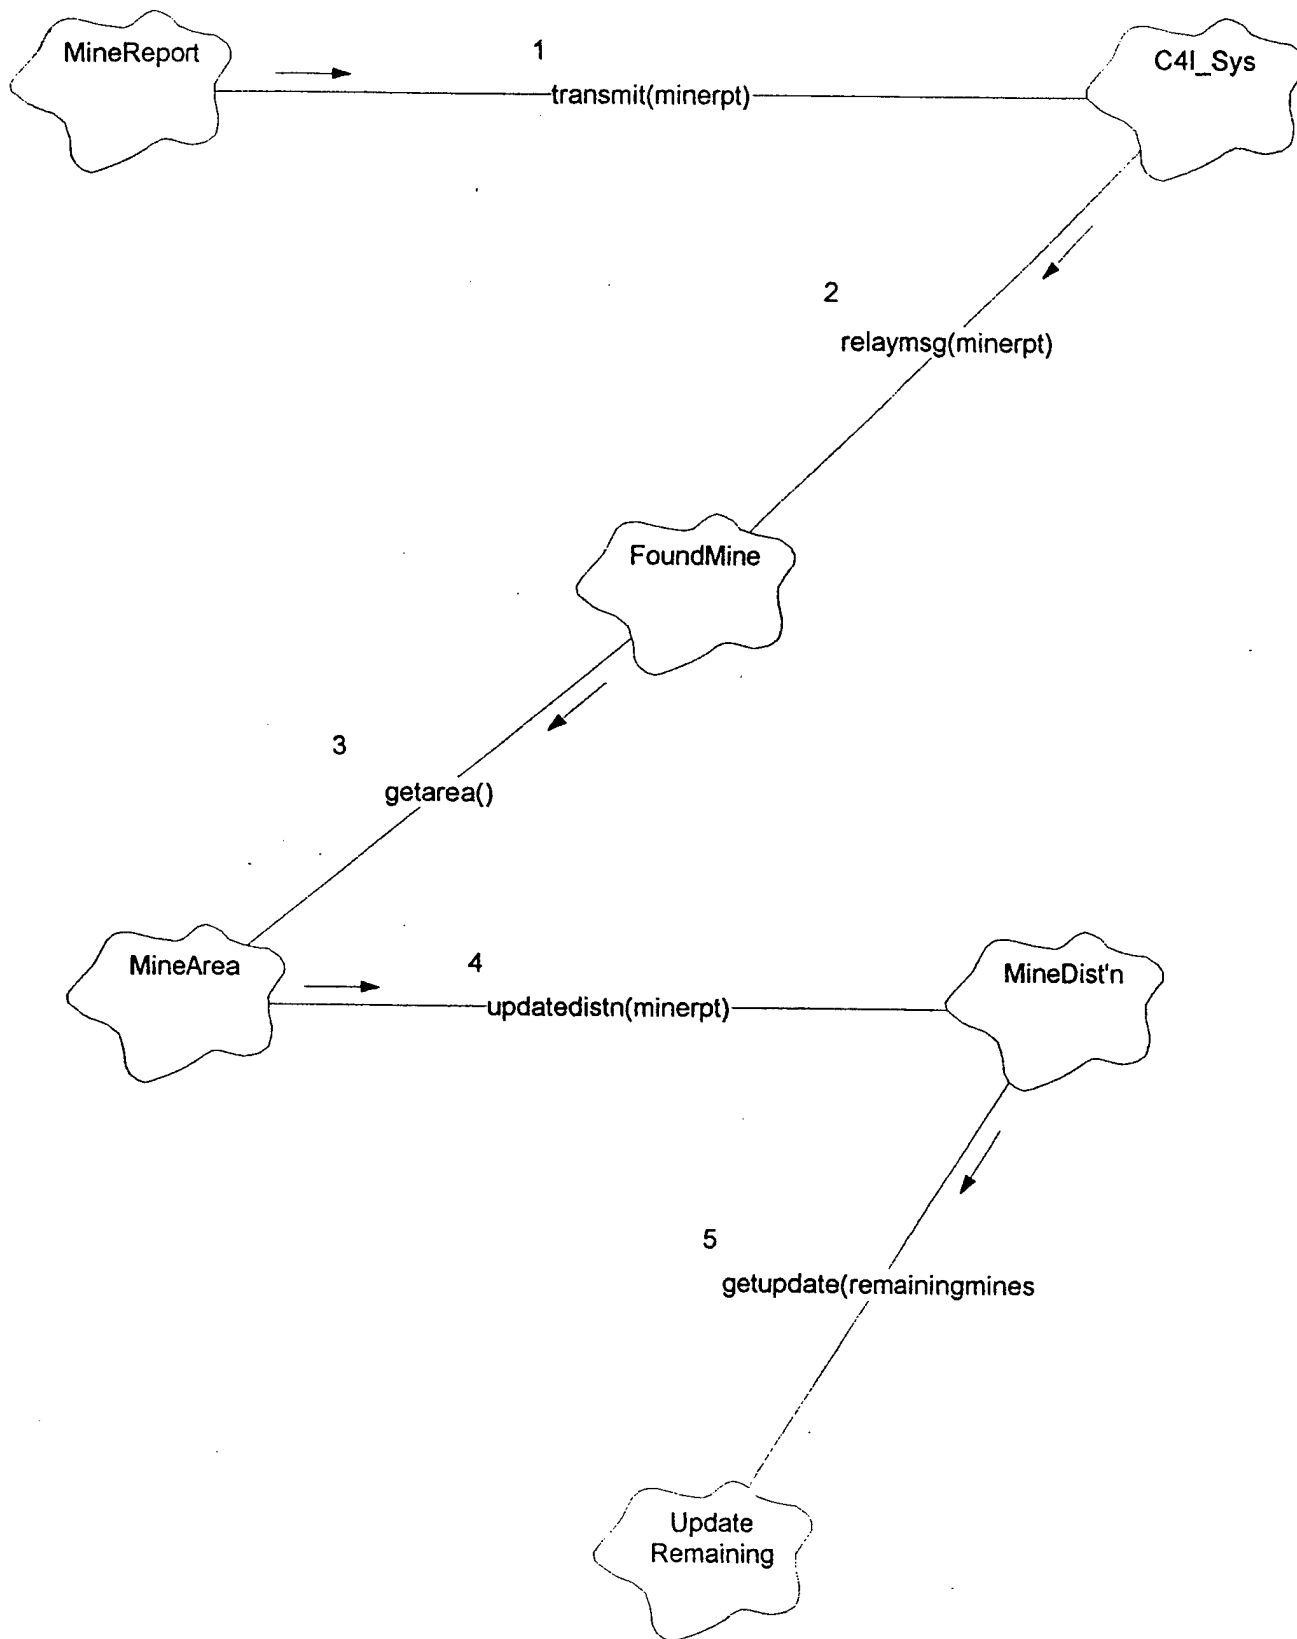 MineReport
1
C4I_Sys
transmit(minerpt)
2
relaymsg(minerpt)
FoundMine
3
getarea()
MineArea
4
MineDist'n
updatedistn(minerpt)
5
getupdate(remainingmines
Update
Remaining